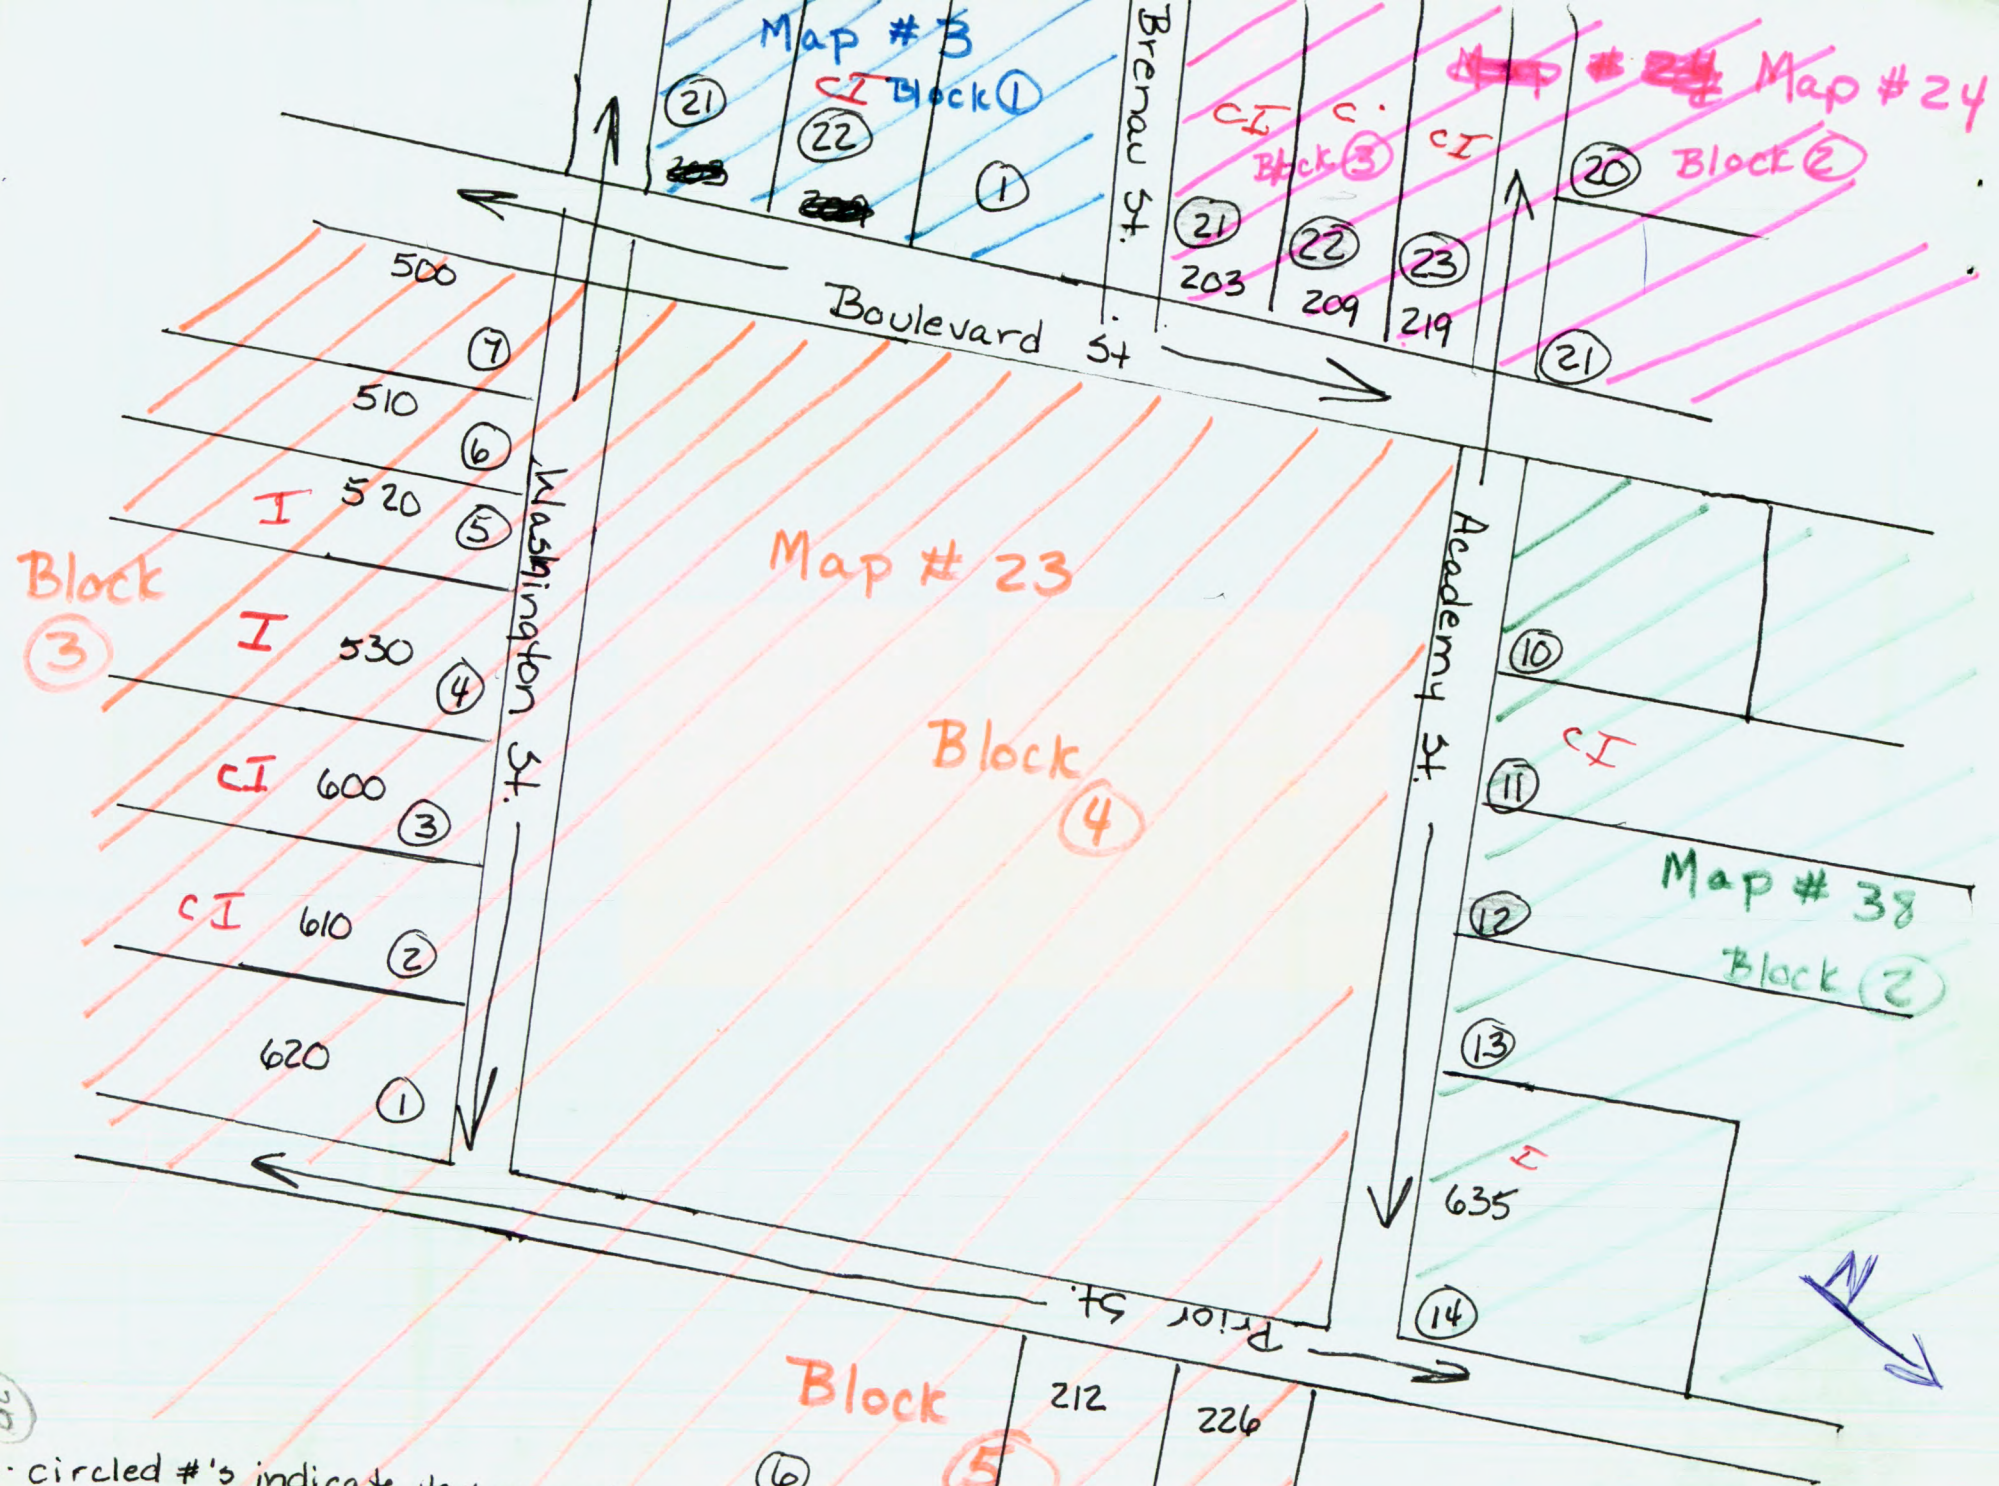 Map # 3
CI Block 1
21
22
1
Brenau St.
Map # 24
CI
C
CI
Block 3
Block 2
20
21
22
23
203
209
219
21
Boulevard St
500
7
510
6
I 520
5
Block
3
I 530
4
CI 600
3
CI 610
2
620
1
Washington St.
Map # 23
Block
4
Academy St.
10
CI
11
Map # 38
12
Block 2
13
I
635
14
N
Prior St.
Block
5
212
226
6
· circled #'s indicate